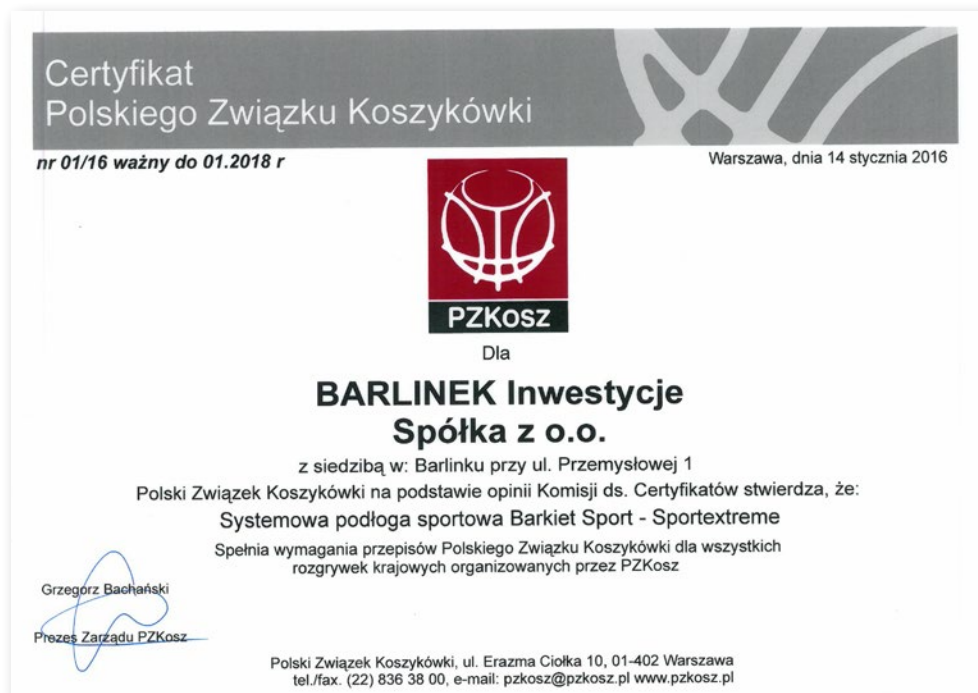 Certyfikat
Polskiego Związku Koszykówki
nr 01/16 ważny do 01.2018 r
Warszawa, dnia 14 stycznia 2016
PZKosz
Dla
BARLINEK Inwestycje
Spółka z o.o.
z siedzibą w: Barlinku przy ul. Przemysłowej 1
Polski Związek Koszykówki na podstawie opinii Komisji ds. Certyfikatów stwierdza, że:
Systemowa podłoga sportowa Barkiet Sport - Sportextreme
Spełnia wymagania przepisów Polskiego Związku Koszykówki dla wszystkich
rozgrywek krajowych organizowanych przez PZKosz
Grzegorz Bachański
Prezes Zarządu PZKosz
Polski Związek Koszykówki, ul. Erazma Ciołka 10, 01-402 Warszawa
tel./fax. (22) 836 38 00, e-mail: pzkosz@pzkosz.pl www.pzkosz.pl